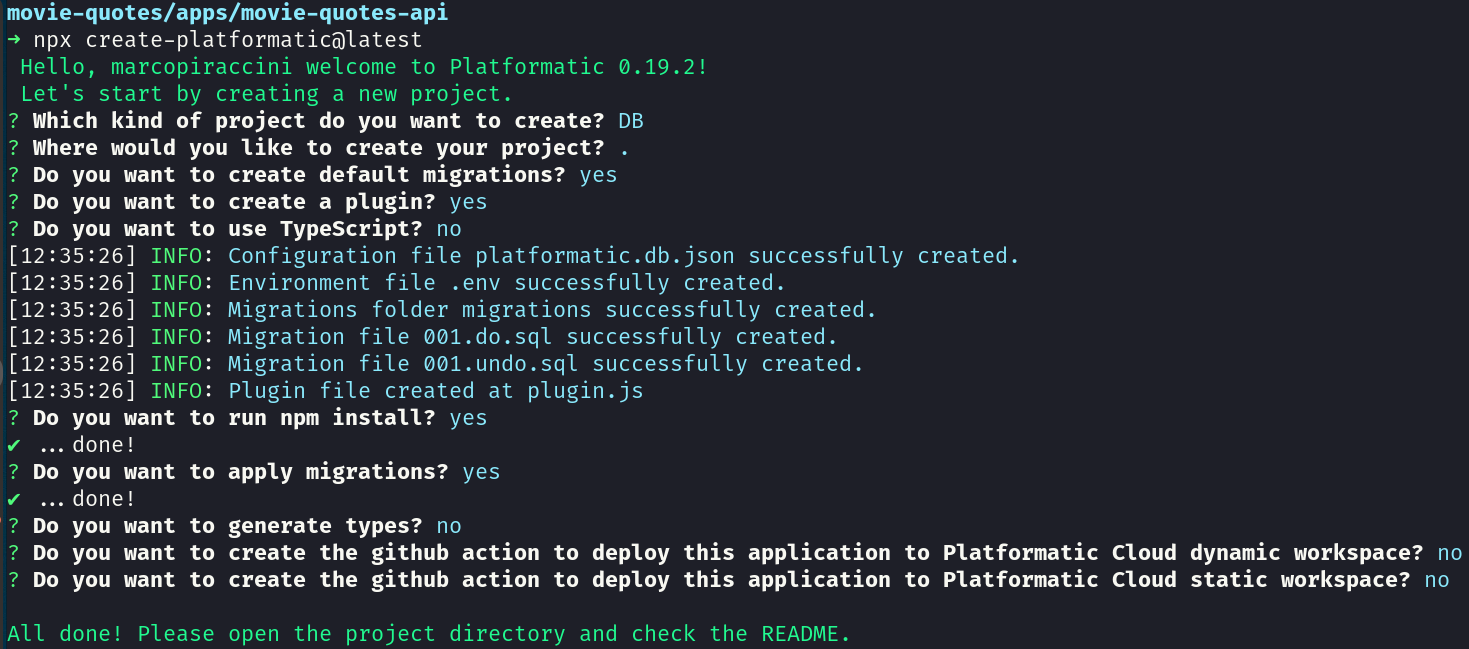 movie-quotes/apps/movie-quotes-api
→ npx create-platformatic@latest
Hello, marcopiraccini welcome to Platformatic 0.19.2!
Let's start by creating a new project.
? Which kind of project do you want to create? DB
? Where would you like to create your project? .
? Do you want to create default migrations? yes
? Do you want to create a plugin? yes
? Do you want to use TypeScript? no
[12:35:26] INFO: Configuration file platformatic.db.json successfully created.
[12:35:26] INFO: Environment file .env successfully created.
[12:35:26] INFO: Migrations folder migrations successfully created.
[12:35:26] INFO: Migration file 001.do.sql successfully created.
[12:35:26] INFO: Migration file 001.undo.sql successfully created.
[12:35:26] INFO: Plugin file created at plugin.js
? Do you want to run npm install? yes
✔ ...done!
? Do you want to apply migrations? yes
✔ ...done!
? Do you want to generate types? no
? Do you want to create the github action to deploy this application to Platformatic Cloud dynamic workspace? no
? Do you want to create the github action to deploy this application to Platformatic Cloud static workspace? no
All done! Please open the project directory and check the README.